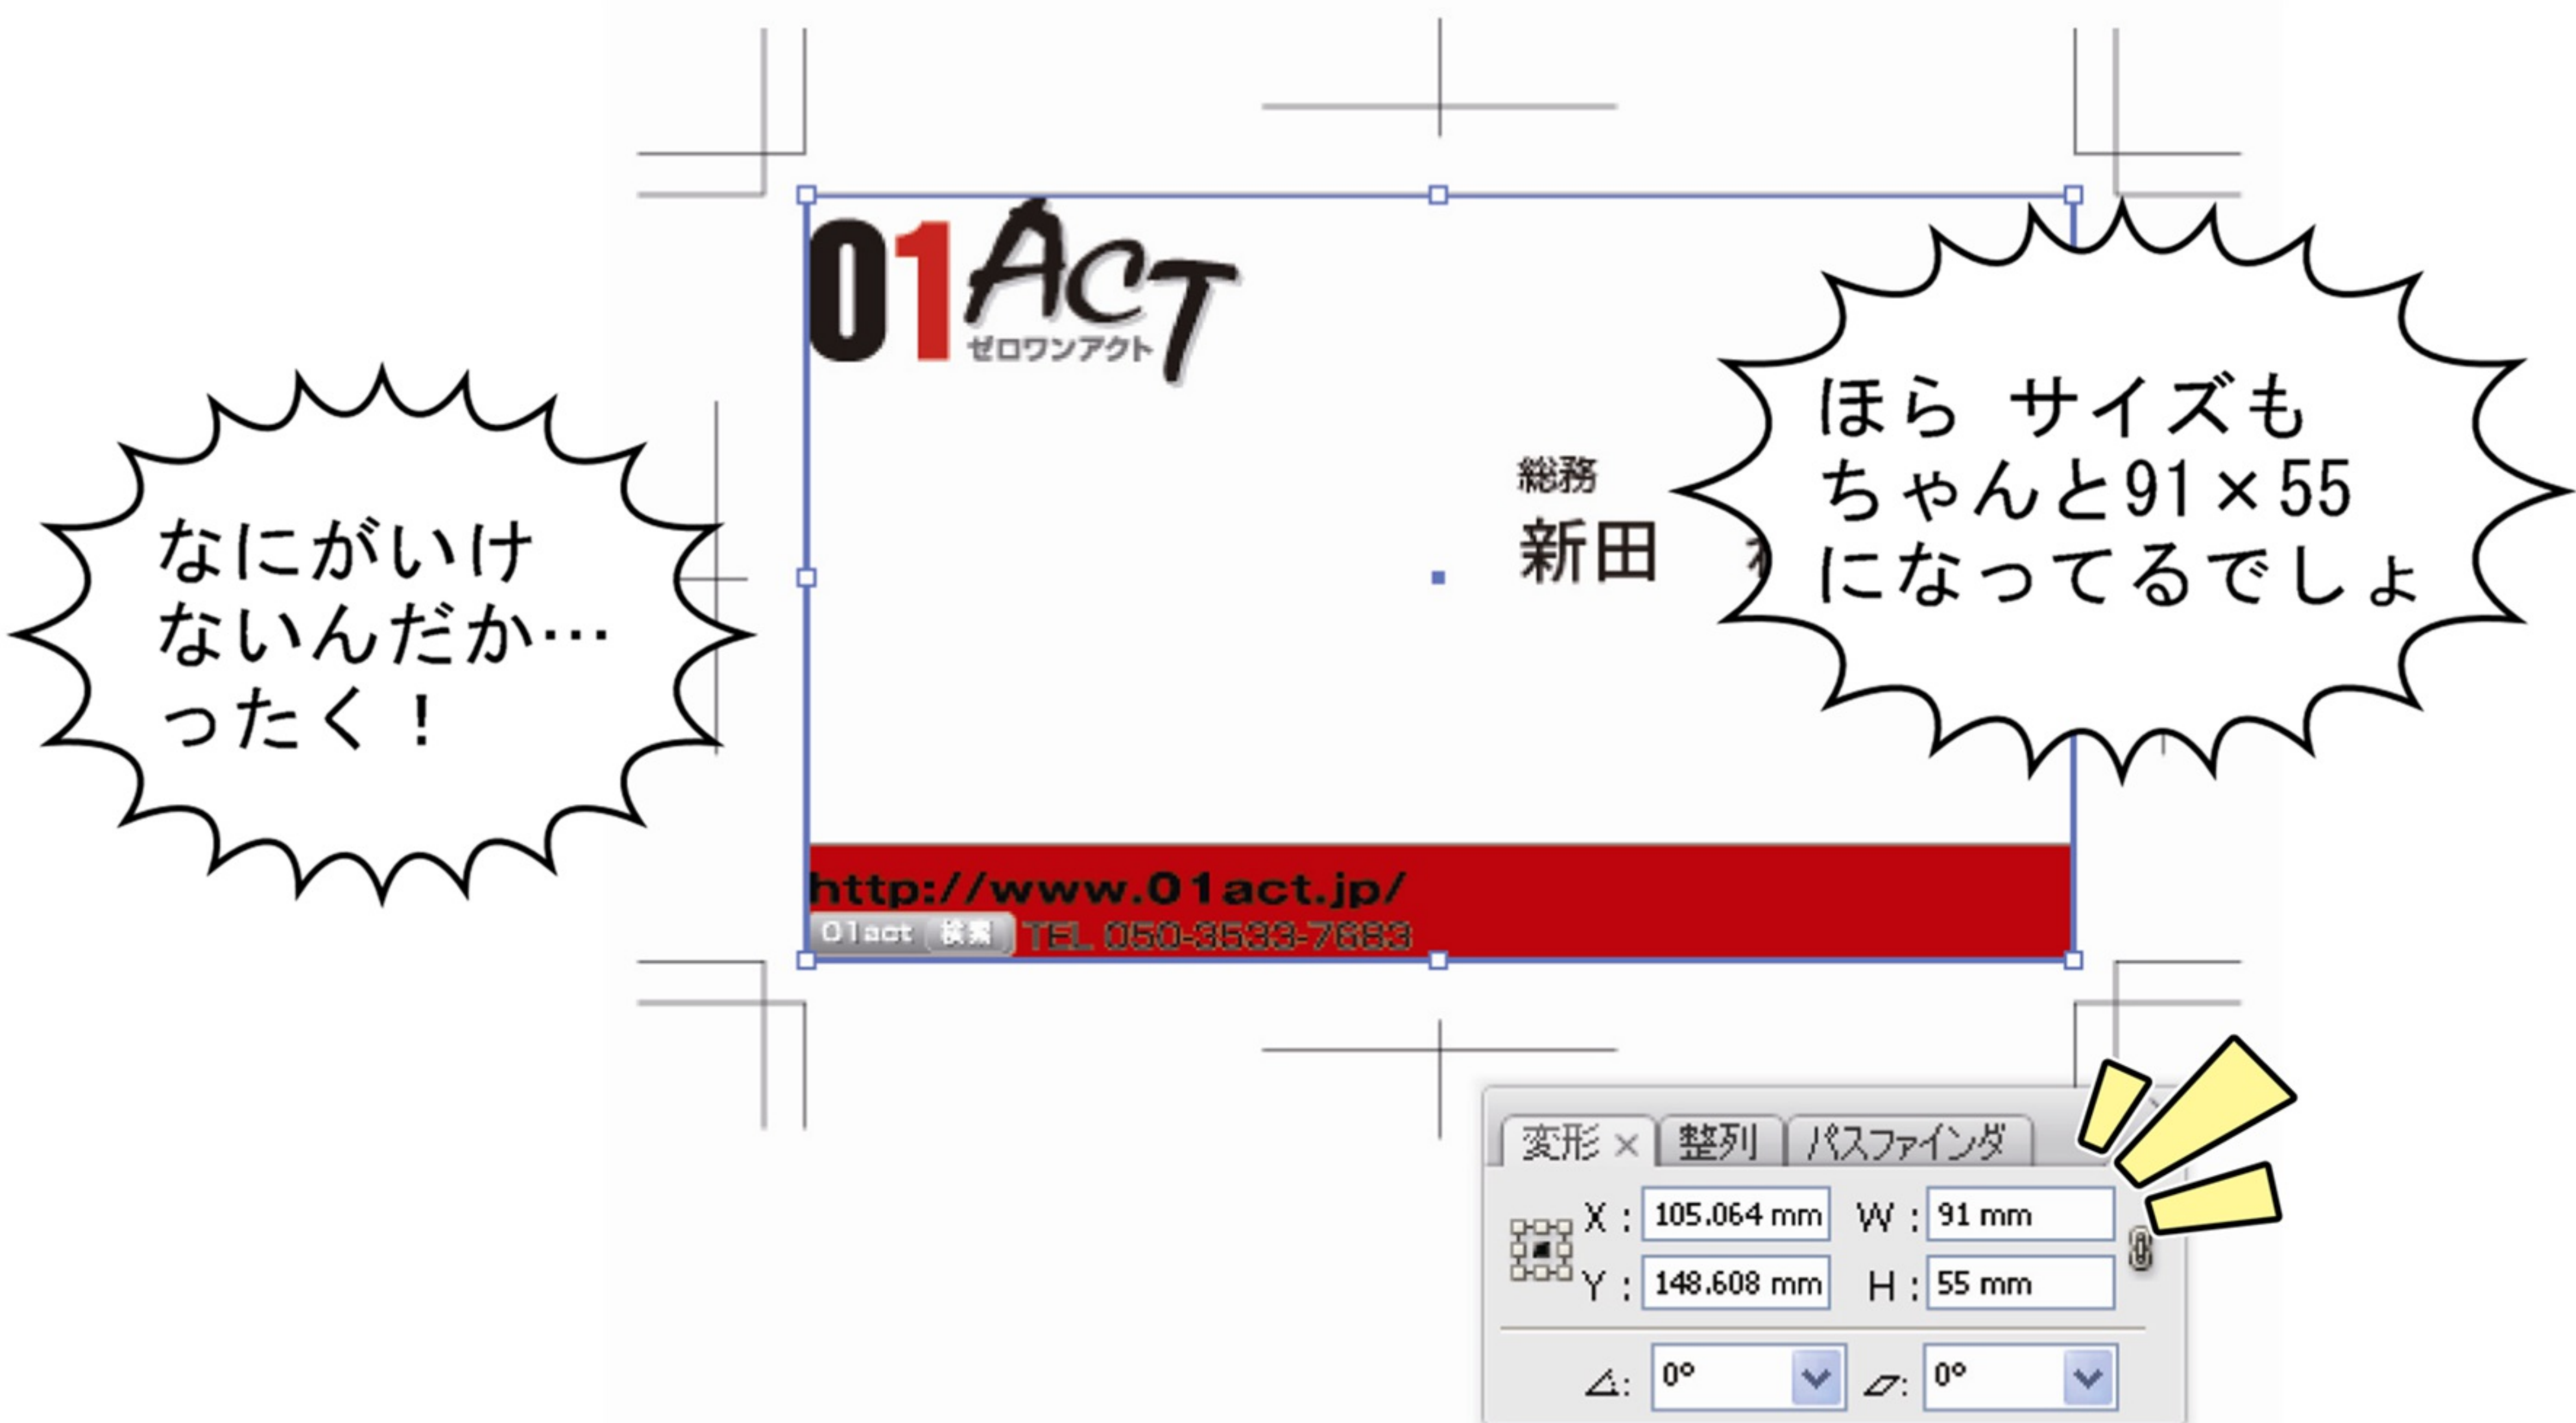 01ACT
ゼロワンアクト
総務
新田
ほら サイズも
ちゃんと91×55
になってるでしょ
なにがいけ
ないんだか…
ったく！
http://www.01act.jp/
01act 検索 TEL 050-3533-7683
変形 × 整列 パスファインダ
X : 105.064 mm W : 91 mm
Y : 148.608 mm H : 55 mm
0° 0°